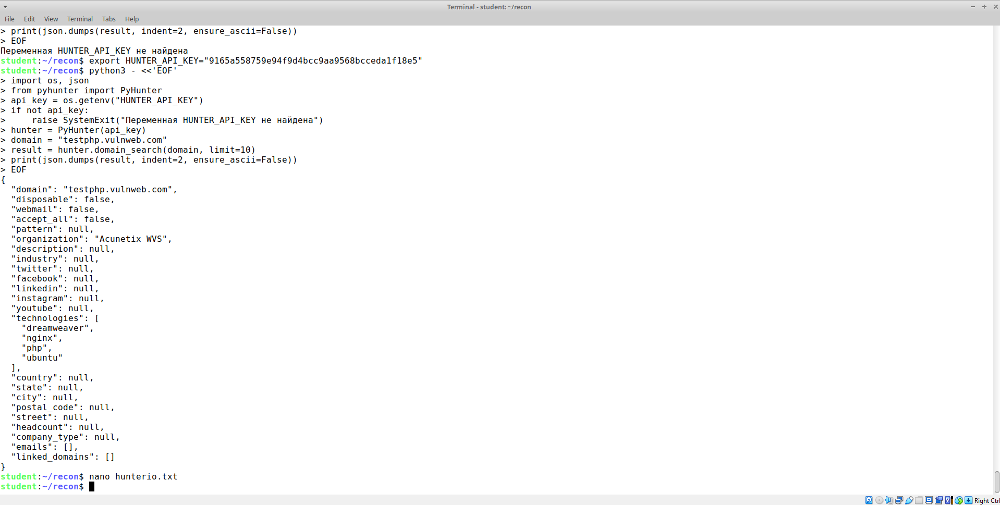 Terminal - student: ~/recon
File Edit View Terminal Tabs Help
> print(json.dumps(result, indent=2, ensure_ascii=False))
> EOF
Переменная HUNTER_API_KEY не найдена
student:~/recon$ export HUNTER_API_KEY="9165a558759e94f9d4bcc9aa9568bcceda1f18e5"
student:~/recon$ python3 - <<'EOF'
> import os, json
> from pyhunter import PyHunter
> api_key = os.getenv("HUNTER_API_KEY")
> if not api_key:
>     raise SystemExit("Переменная HUNTER_API_KEY не найдена")
> hunter = PyHunter(api_key)
> domain = "testphp.vulnweb.com"
> result = hunter.domain_search(domain, limit=10)
> print(json.dumps(result, indent=2, ensure_ascii=False))
> EOF
{
  "domain": "testphp.vulnweb.com",
  "disposable": false,
  "webmail": false,
  "accept_all": false,
  "pattern": null,
  "organization": "Acunetix WVS",
  "description": null,
  "industry": null,
  "twitter": null,
  "facebook": null,
  "linkedin": null,
  "instagram": null,
  "youtube": null,
  "technologies": [
    "dreamweaver",
    "nginx",
    "php",
    "ubuntu"
  ],
  "country": null,
  "state": null,
  "city": null,
  "postal_code": null,
  "street": null,
  "headcount": null,
  "company_type": null,
  "emails": [],
  "linked_domains": []
}
student:~/recon$ nano hunterio.txt
student:~/recon$
Right Ctrl